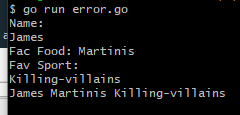 $ go run error.go
Name:
James
Fac Food: Martinis
Fav Sport:
Killing-villains
James Martinis Killing-villains